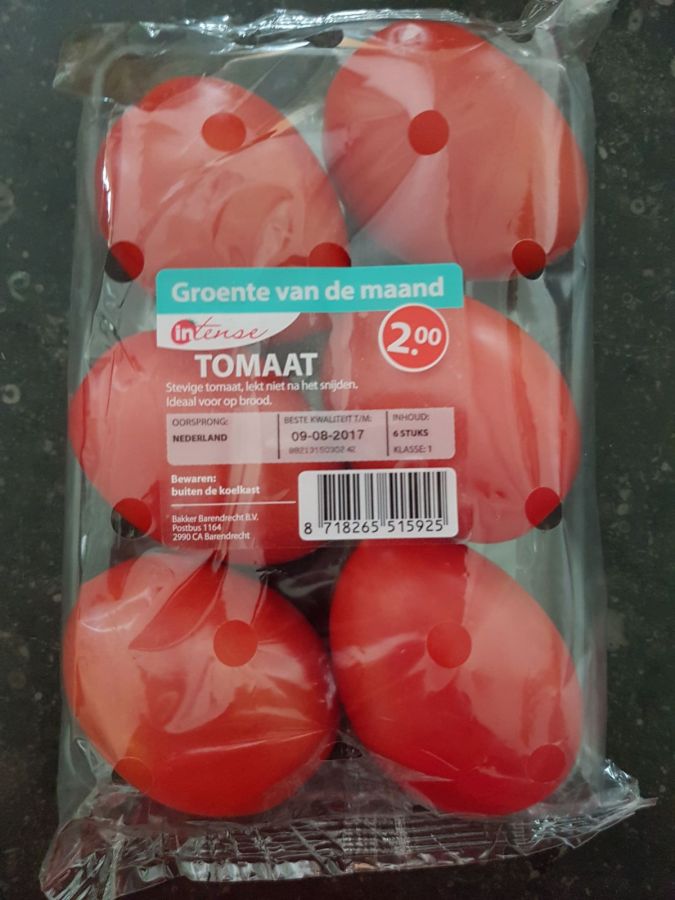 Groente van de maand
intense
2.00
TOMAAT
Stevige tomaat, lekt niet na het snijden.
Ideaal voor op brood.
OORSPRONG:
NEDERLAND
BESTE KWALITEIT T/M:
09-08-2017
INHOUD:
6 STUKS
KLASSE: 1
Bewaren:
buiten de koelkast
Bakker Barendrecht B.V.
Postbus 1164
2990 CA Barendrecht
8 718265 515925